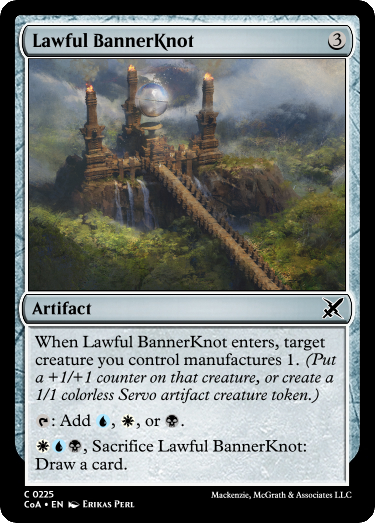 Lawful BannerKnot 3
Artifact
When Lawful BannerKnot enters, target
creature you control manufactures 1. (Put
a +1/+1 counter on that creature, or create a
1/1 colorless Servo artifact creature token.)
: Add , , or .
, Sacrifice Lawful BannerKnot:
Draw a card.
C 0225
CoA • EN Erikas Perl
Mackenzie, McGrath & Associates LLC